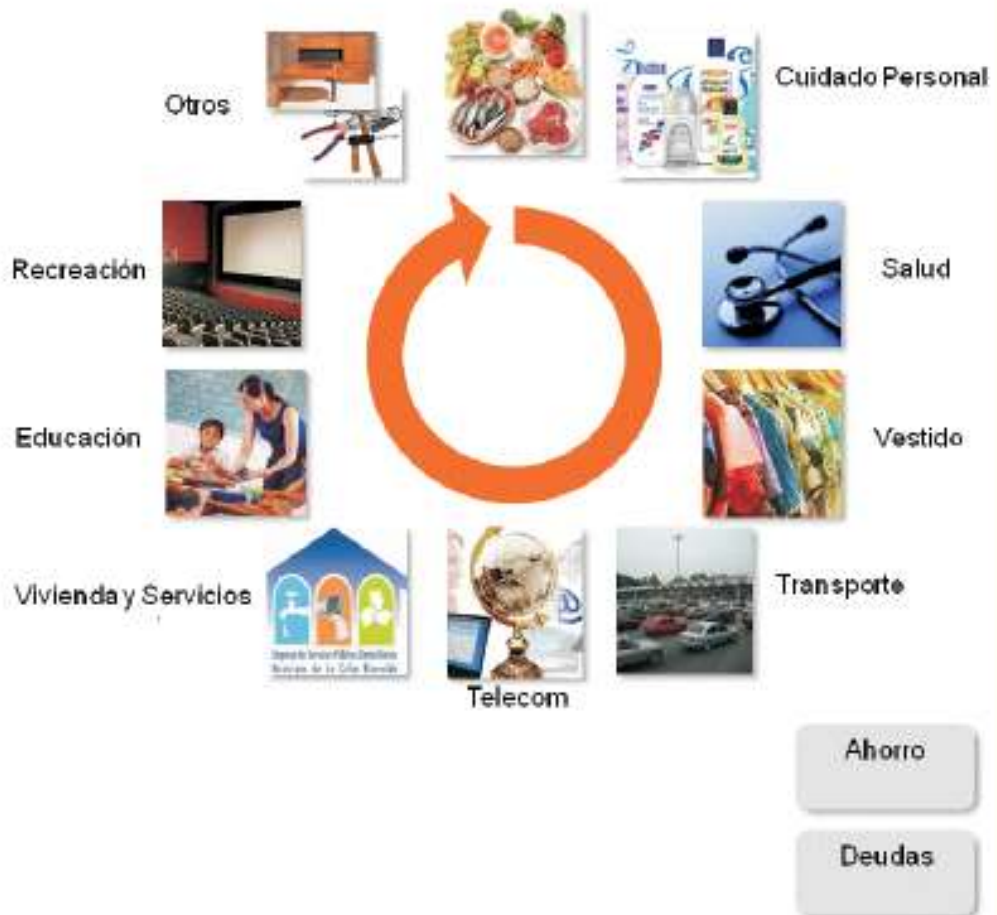 Otros
Cuidado Personal
Recreación
Salud
Educación
Vestido
Vivienda y Servicios
Transporte
Telecom
Ahorro
Deudas